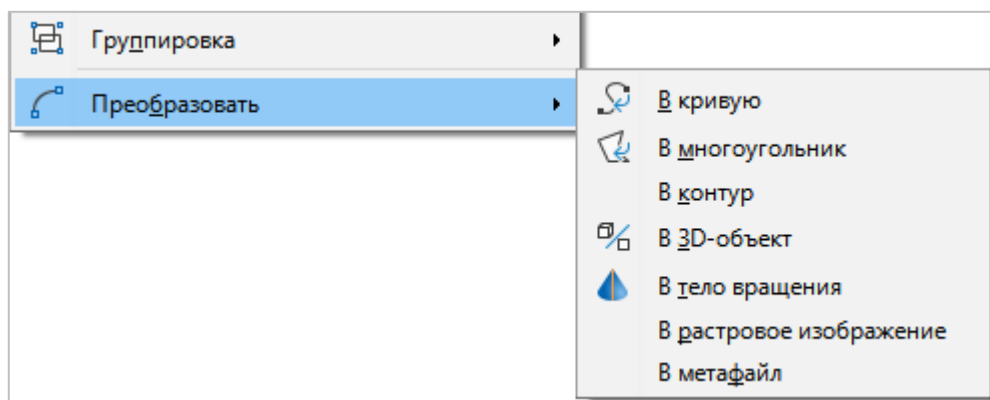 Группировка
Преобразовать
В кривую
В многоугольник
В контур
В 3D-объект
В тело вращения
В растровое изображение
В метафайл